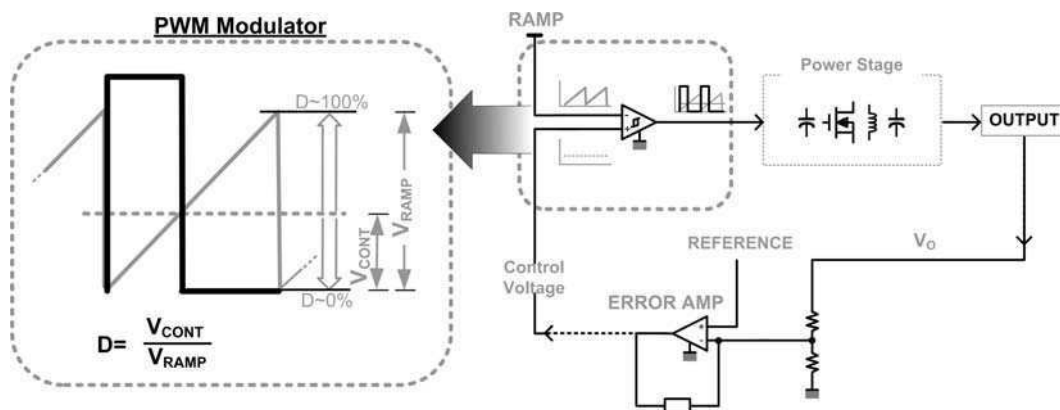 PWM Modulator
D~100%
V_RAMP
V_CONT
D~0%
D= V_CONT
V_RAMP
RAMP
-
+
Power Stage
OUTPUT
V_O
REFERENCE
Control
Voltage
ERROR AMP
+
-